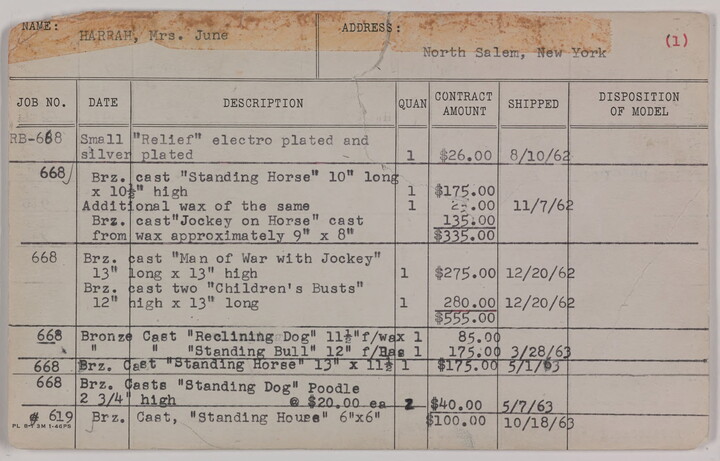 NAME: HARRAH, Mrs. June ADDRESS: North Salem, New York (1)
JOB NO. DATE DESCRIPTION QUAN CONTRACT AMOUNT SHIPPED DISPOSITION OF MODEL
RB-668 Small "Relief" electro plated and
silver plated 1 $26.00 8/10/62
668 Brz. cast "Standing Horse" 10" long
x 10½" high 1 $175.00
Additional wax of the same 1 25.00 11/7/62
Brz. cast"Jockey on Horse" cast 135.00
from wax approximately 9" x 8" $335.00
668 Brz. cast "Man of War with Jockey"
13" long x 13" high 1 $275.00 12/20/62
Brz. cast two "Children's Busts"
12" high x 13" long 1 280.00 12/20/62
$555.00
668 Bronze Cast "Reclining Dog" 11½"f/wax 1 85.00
" " "Standing Bull" 12" 1 175.00 3/28/63
668 Brz. Cast "Standing Horse" 13" x 11½ 1 $175.00 5/1/63
668 Brz. Casts "Standing Dog" Poodle
2 3/4" high @ $20.00 ea 2 $40.00 5/7/63
# 619 Brz. Cast, "Standing House" 6"x6" $100.00 10/18/63